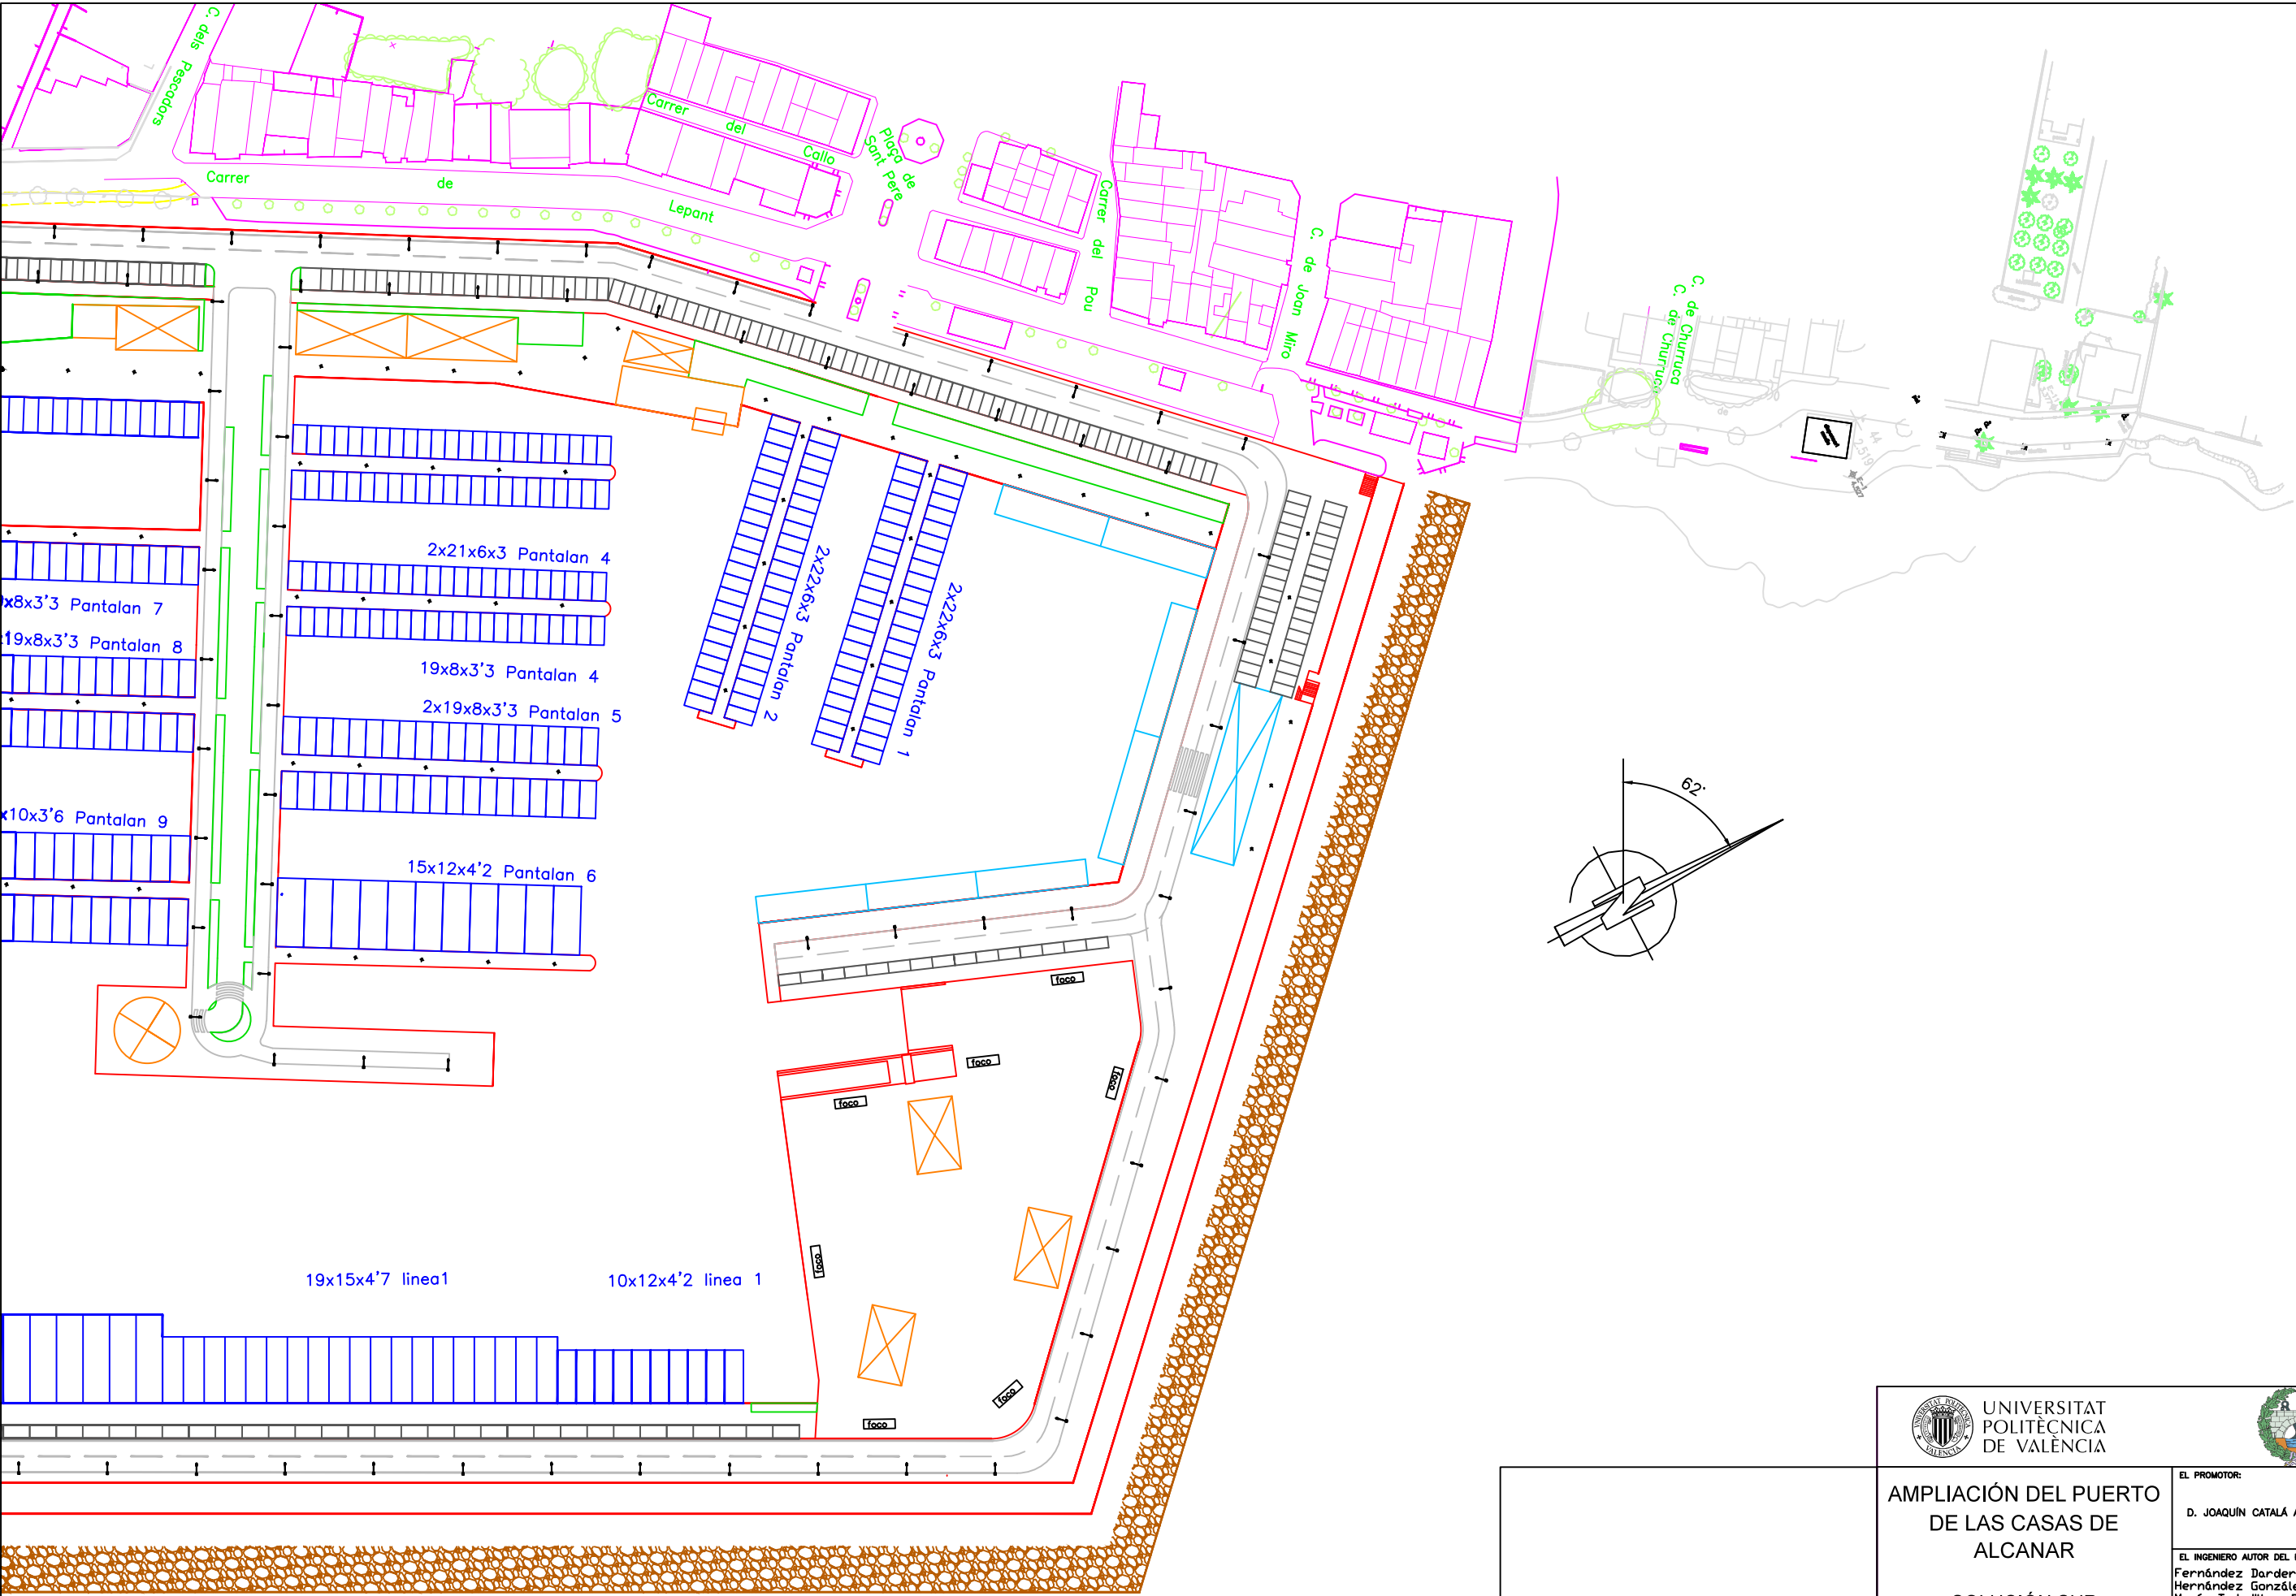 C. dels Pescadors
Carrer del Callo
Plaça de
Sant Pere
Carrer de Lepant
Carrer del Pou
C. de Joan Miro
C. de Churruca
C. de Churruca
2x21x6x3 Pantalan 4
x8x3'3 Pantalan 7
19x8x3'3 Pantalan 8
19x8x3'3 Pantalan 4
2x19x8x3'3 Pantalan 5
x10x3'6 Pantalan 9
15x12x4'2 Pantalan 6
2x22x6x3 Pantalan 2
2x22x6x3 Pantalan 1
62°
foco
foco
foco
foco
foco
foco
foco
19x15x4'7 linea1
10x12x4'2 linea 1
UNIVERSITAT
POLITÈCNICA
DE VALÈNCIA
AMPLIACIÓN DEL PUERTO
DE LAS CASAS DE
ALCANAR
EL PROMOTOR:
D. JOAQUÍN CATALÁ
EL INGENIERO AUTOR DEL
Fernández
Hernández